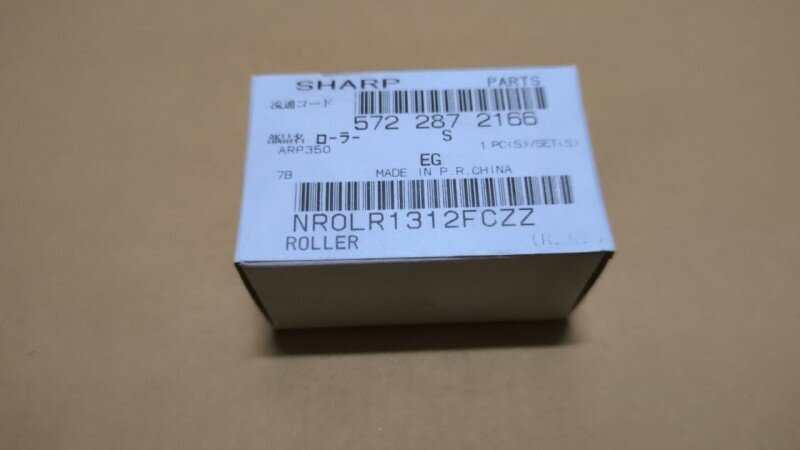 SHARP PARTS
流通コード
572 287 2166
部品名 ローラー S
ARP350 1 PC(S)/SET(S)
EG
7B MADE IN P.R.CHINA
NROLR1312FCZZ
ROLLER